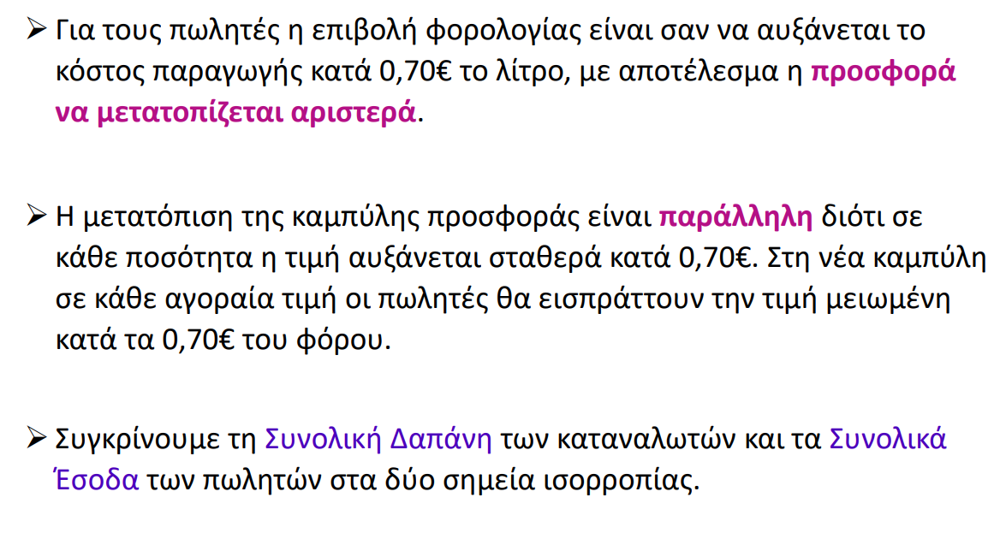 ➢ Για τους πωλητές η επιβολή φορολογίας είναι σαν να αυξάνεται το
κόστος παραγωγής κατά 0,70€ το λίτρο, με αποτέλεσμα η προσφορά
να μετατοπίζεται αριστερά.
➢ Η μετατόπιση της καμπύλης προσφοράς είναι παράλληλη διότι σε
κάθε ποσότητα η τιμή αυξάνεται σταθερά κατά 0,70€. Στη νέα καμπύλη
σε κάθε αγοραία τιμή οι πωλητές θα εισπράττουν την τιμή μειωμένη
κατά τα 0,70€ του φόρου.
➢ Συγκρίνουμε τη Συνολική Δαπάνη των καταναλωτών και τα Συνολικά
Έσοδα των πωλητών στα δύο σημεία ισορροπίας.